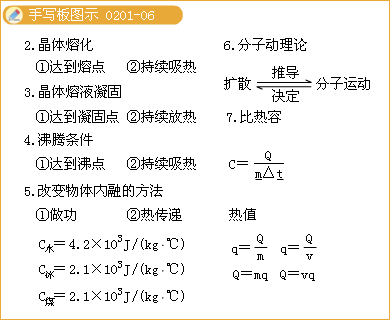 手写板图示 0201-06
2.晶体熔化
①达到熔点 ②持续吸热
3.晶体熔液凝固
①达到凝固点 ②持续放热
4.沸腾条件
①达到沸点 ②持续吸热
5.改变物体内融的方法
①做功 ②热传递
C水=4.2×10³J/(kg·℃)
C冰=2.1×10³J/(kg·℃)
C煤=2.1×10³J/(kg·℃)
6.分子动理论
扩散 推导 决定 分子运动
7.比热容
C=Q/m△t
热值
q=Q/m q=Q/v
Q=mq Q=vq